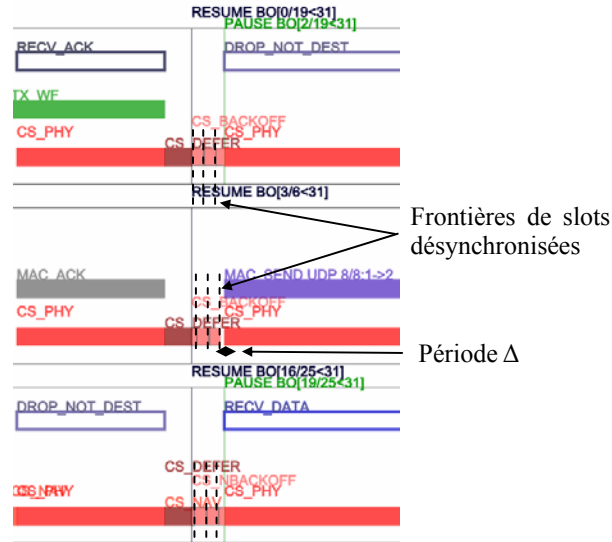 RESUME BO[0/19<31]
PAUSE BO[2/19<31]
RECV_ACK
DROP_NOT_DEST
TX_WF
CS_BACKOFF
CS_PHY
CS_PHY
CS_DEFER
RESUME BO[3/6<31]
Frontières de slots
désynchronisées
MAC_ACK
MAC_SEND UDP 8/8:1->2
CS_BACKOFF
CS_PHY
CS_PHY
CS_DEFER
Période Δ
RESUME BO[16/25<31]
PAUSE BO[19/25<31]
DROP_NOT_DEST
RECV_DATA
CS_DEFER
CS_NBACKOFF
CS_PHY
CS_PHY
CS_NAV